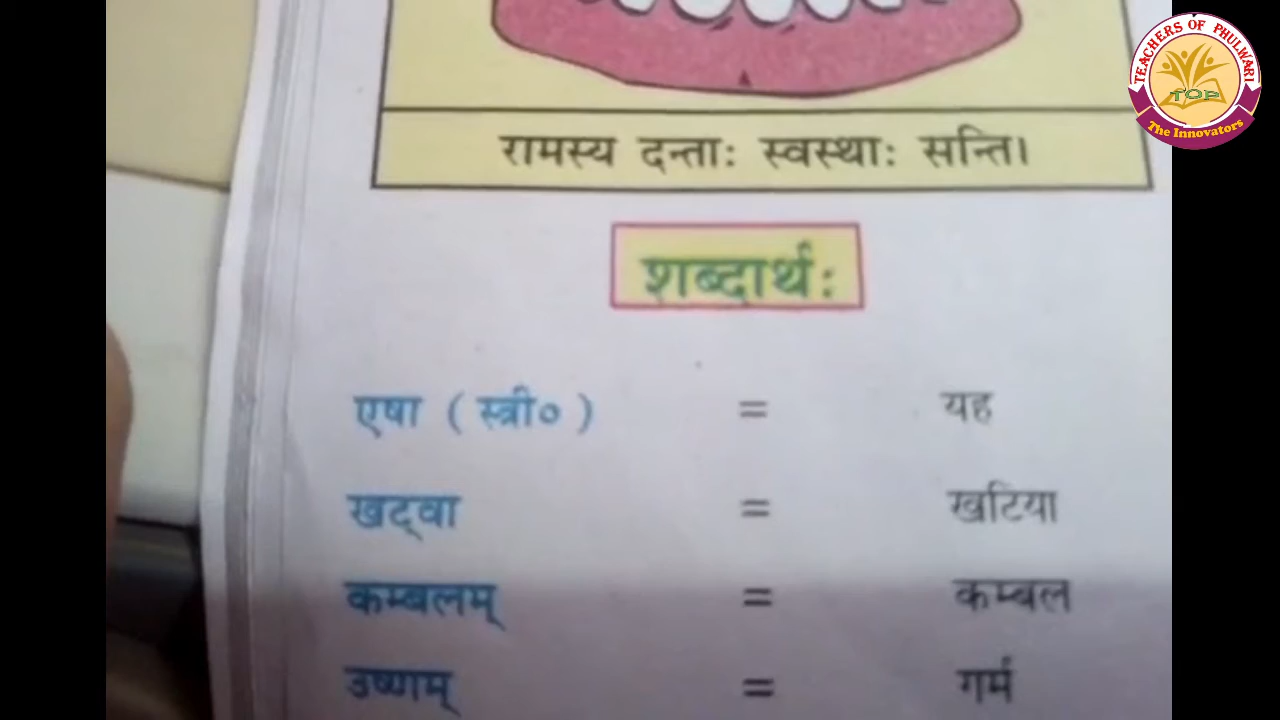 TEACHERS OF PHULWARI
TOP
The Innovators
रामस्य दन्ताः स्वस्थाः सन्ति।
शब्दार्थः
एषा ( स्त्री० ) = यह
खट्वा = खटिया
कम्बलम् = कम्बल
उष्णम् = गर्म